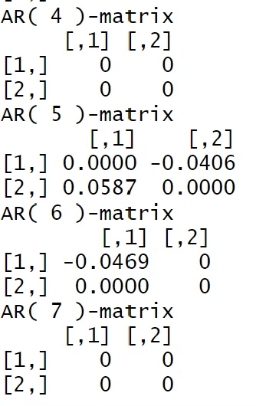 AR( 4 )-matrix
     [,1] [,2]
[1,]    0    0
[2,]    0    0
AR( 5 )-matrix
       [,1]    [,2]
[1,] 0.0000 -0.0406
[2,] 0.0587  0.0000
AR( 6 )-matrix
        [,1] [,2]
[1,] -0.0469    0
[2,]  0.0000    0
AR( 7 )-matrix
     [,1] [,2]
[1,]    0    0
[2,]    0    0